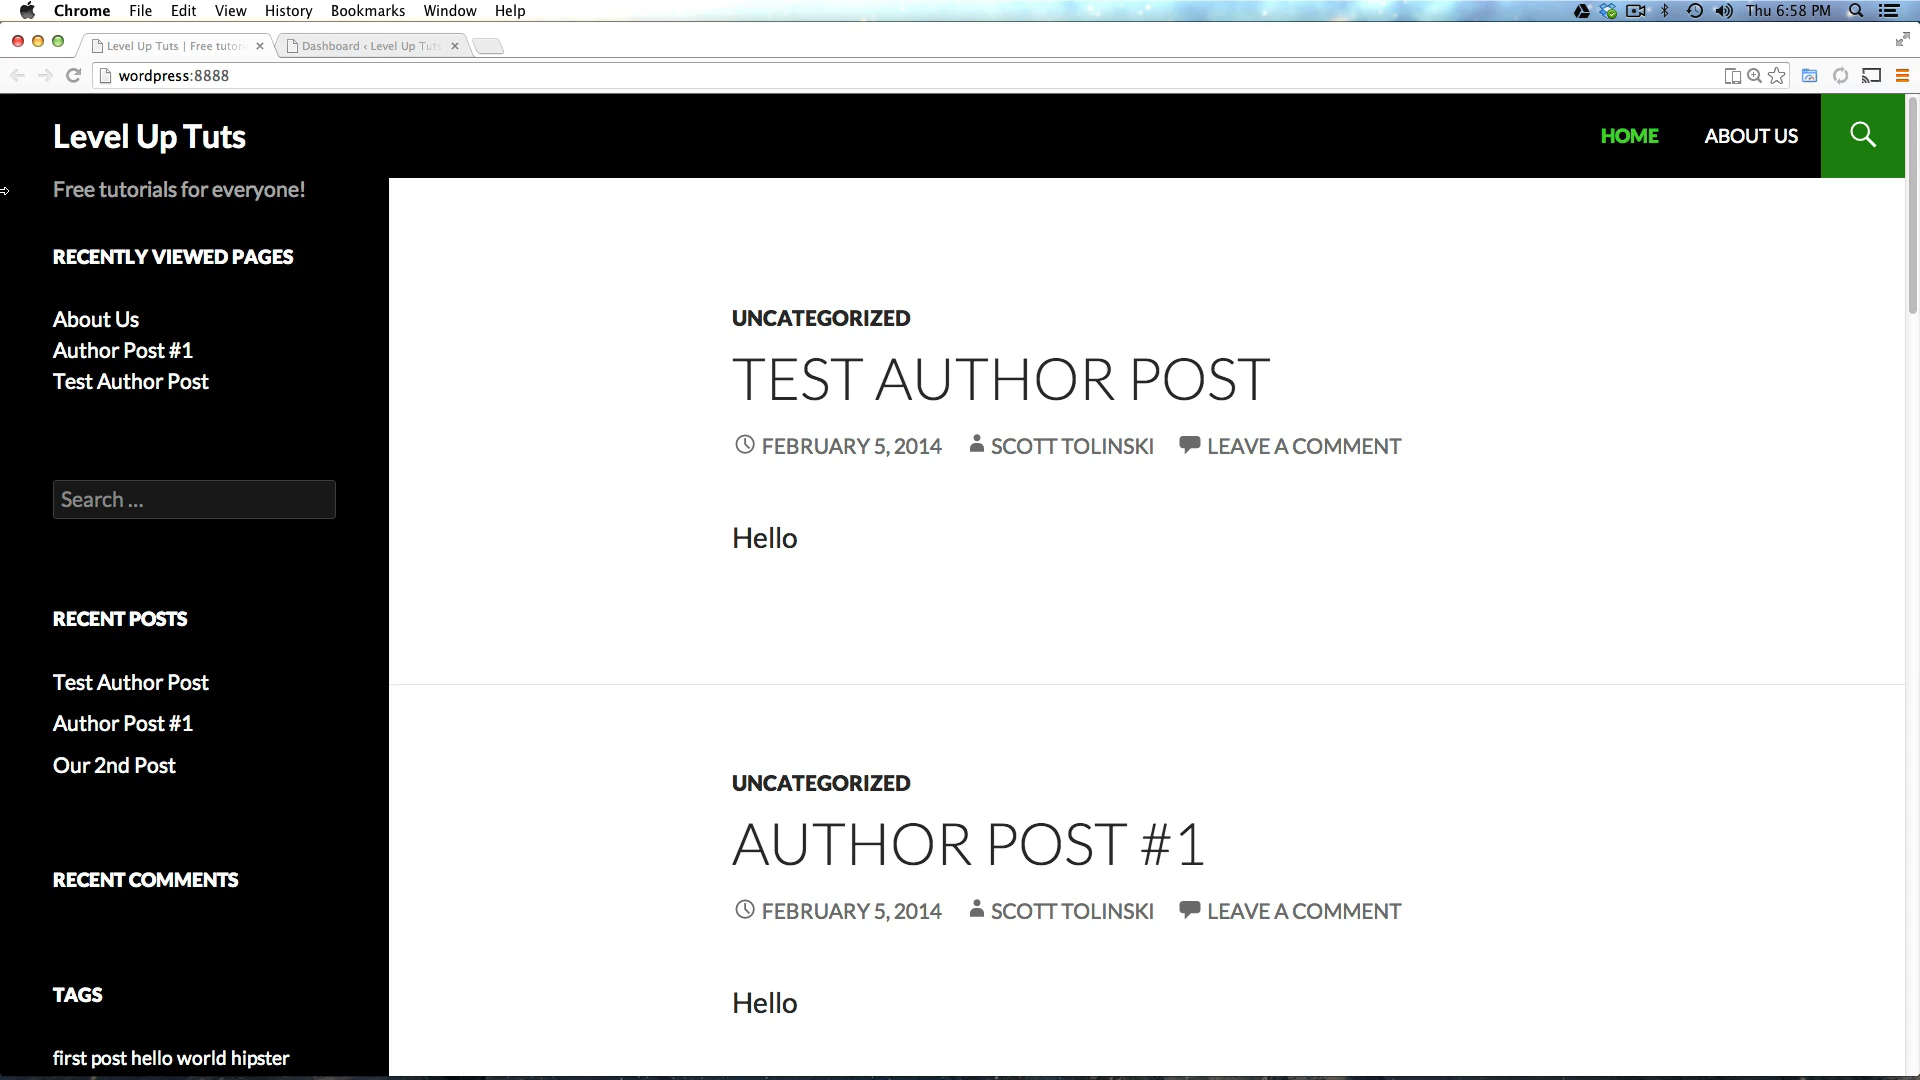 Chrome File Edit View History Bookmarks Window Help Thu 6:58 PM
Level Up Tuts | Free tutori Dashboard ‹ Level Up Tuts
wordpress:8888
Level Up Tuts HOME ABOUT US
Free tutorials for everyone!
RECENTLY VIEWED PAGES
About Us
Author Post #1
Test Author Post
Search ...
RECENT POSTS
Test Author Post
Author Post #1
Our 2nd Post
RECENT COMMENTS
TAGS
first post hello world hipster
UNCATEGORIZED
TEST AUTHOR POST
FEBRUARY 5, 2014 SCOTT TOLINSKI LEAVE A COMMENT
Hello
UNCATEGORIZED
AUTHOR POST #1
FEBRUARY 5, 2014 SCOTT TOLINSKI LEAVE A COMMENT
Hello